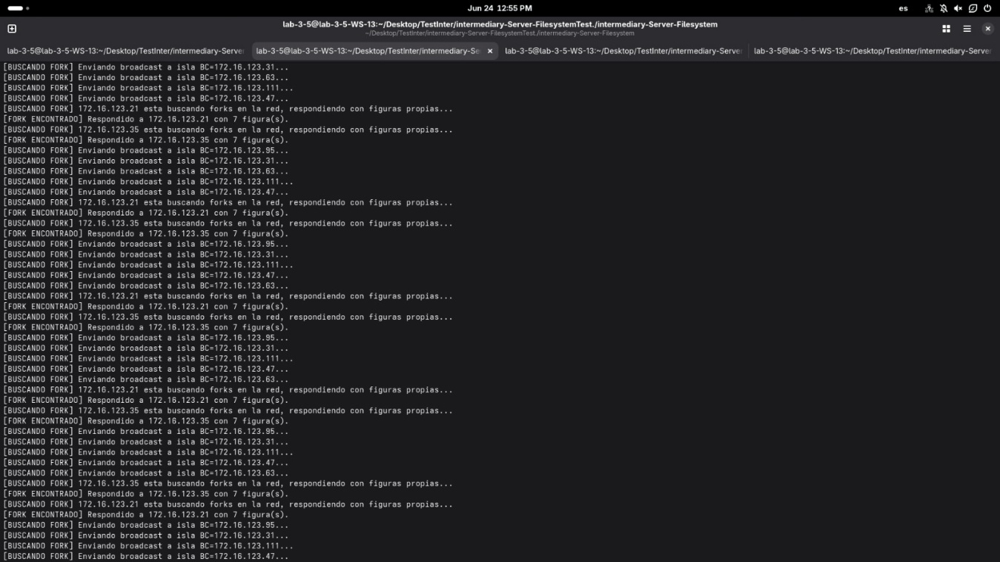 Jun 24 12:55 PM
es
lab-3-5@lab-3-5-WS-13:~/Desktop/TestInter/intermediary-Server-FilesystemTest./intermediary-Server-Filesystem
~/Desktop/TestInter/intermediary-Server-FilesystemTest./intermediary-Server-Filesystem
lab-3-5@lab-3-5-WS-13:~/Desktop/TestInter/intermediary-Server
lab-3-5@lab-3-5-WS-13:~/Desktop/TestInter/intermediary-Se
lab-3-5@lab-3-5-WS-13:~/Desktop/TestInter/intermediary-Server
lab-3-5@lab-3-5-WS-13:~/Desktop/TestInter/intermediary-Server
[BUSCANDO FORK] Enviando broadcast a isla BC=172.16.123.31...
[BUSCANDO FORK] Enviando broadcast a isla BC=172.16.123.63...
[BUSCANDO FORK] Enviando broadcast a isla BC=172.16.123.111...
[BUSCANDO FORK] Enviando broadcast a isla BC=172.16.123.47...
[BUSCANDO FORK] 172.16.123.21 esta buscando forks en la red, respondiendo con figuras propias...
[FORK ENCONTRADO] Respondido a 172.16.123.21 con 7 figura(s).
[BUSCANDO FORK] 172.16.123.35 esta buscando forks en la red, respondiendo con figuras propias...
[FORK ENCONTRADO] Respondido a 172.16.123.35 con 7 figura(s).
[BUSCANDO FORK] Enviando broadcast a isla BC=172.16.123.95...
[BUSCANDO FORK] Enviando broadcast a isla BC=172.16.123.31...
[BUSCANDO FORK] Enviando broadcast a isla BC=172.16.123.63...
[BUSCANDO FORK] Enviando broadcast a isla BC=172.16.123.111...
[BUSCANDO FORK] Enviando broadcast a isla BC=172.16.123.47...
[BUSCANDO FORK] 172.16.123.21 esta buscando forks en la red, respondiendo con figuras propias...
[FORK ENCONTRADO] Respondido a 172.16.123.21 con 7 figura(s).
[BUSCANDO FORK] 172.16.123.35 esta buscando forks en la red, respondiendo con figuras propias...
[FORK ENCONTRADO] Respondido a 172.16.123.35 con 7 figura(s).
[BUSCANDO FORK] Enviando broadcast a isla BC=172.16.123.95...
[BUSCANDO FORK] Enviando broadcast a isla BC=172.16.123.31...
[BUSCANDO FORK] Enviando broadcast a isla BC=172.16.123.111...
[BUSCANDO FORK] Enviando broadcast a isla BC=172.16.123.47...
[BUSCANDO FORK] Enviando broadcast a isla BC=172.16.123.63...
[BUSCANDO FORK] 172.16.123.21 esta buscando forks en la red, respondiendo con figuras propias...
[FORK ENCONTRADO] Respondido a 172.16.123.21 con 7 figura(s).
[BUSCANDO FORK] 172.16.123.35 esta buscando forks en la red, respondiendo con figuras propias...
[FORK ENCONTRADO] Respondido a 172.16.123.35 con 7 figura(s).
[BUSCANDO FORK] Enviando broadcast a isla BC=172.16.123.95...
[BUSCANDO FORK] Enviando broadcast a isla BC=172.16.123.31...
[BUSCANDO FORK] Enviando broadcast a isla BC=172.16.123.111...
[BUSCANDO FORK] Enviando broadcast a isla BC=172.16.123.47...
[BUSCANDO FORK] Enviando broadcast a isla BC=172.16.123.63...
[BUSCANDO FORK] 172.16.123.21 esta buscando forks en la red, respondiendo con figuras propias...
[FORK ENCONTRADO] Respondido a 172.16.123.21 con 7 figura(s).
[BUSCANDO FORK] 172.16.123.35 esta buscando forks en la red, respondiendo con figuras propias...
[FORK ENCONTRADO] Respondido a 172.16.123.35 con 7 figura(s).
[BUSCANDO FORK] Enviando broadcast a isla BC=172.16.123.95...
[BUSCANDO FORK] Enviando broadcast a isla BC=172.16.123.31...
[BUSCANDO FORK] Enviando broadcast a isla BC=172.16.123.111...
[BUSCANDO FORK] Enviando broadcast a isla BC=172.16.123.47...
[BUSCANDO FORK] Enviando broadcast a isla BC=172.16.123.63...
[BUSCANDO FORK] 172.16.123.35 esta buscando forks en la red, respondiendo con figuras propias...
[FORK ENCONTRADO] Respondido a 172.16.123.35 con 7 figura(s).
[BUSCANDO FORK] 172.16.123.21 esta buscando forks en la red, respondiendo con figuras propias...
[FORK ENCONTRADO] Respondido a 172.16.123.21 con 7 figura(s).
[BUSCANDO FORK] Enviando broadcast a isla BC=172.16.123.95...
[BUSCANDO FORK] Enviando broadcast a isla BC=172.16.123.31...
[BUSCANDO FORK] Enviando broadcast a isla BC=172.16.123.111...
[BUSCANDO FORK] Enviando broadcast a isla BC=172.16.123.47...